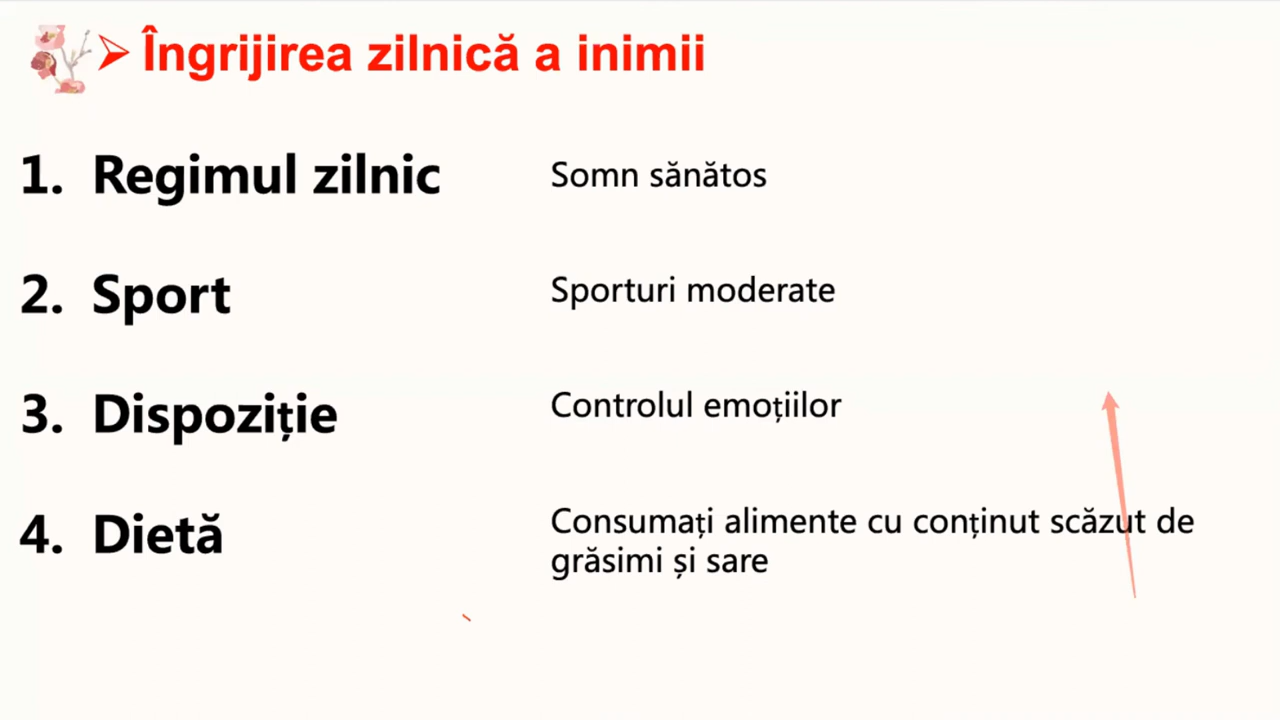 Îngrijirea zilnică a inimii
1. Regimul zilnic
Somn sănătos
2. Sport
Sporturi moderate
3. Dispoziție
Controlul emoțiilor
4. Dietă
Consumați alimente cu conținut scăzut de
grăsimi și sare